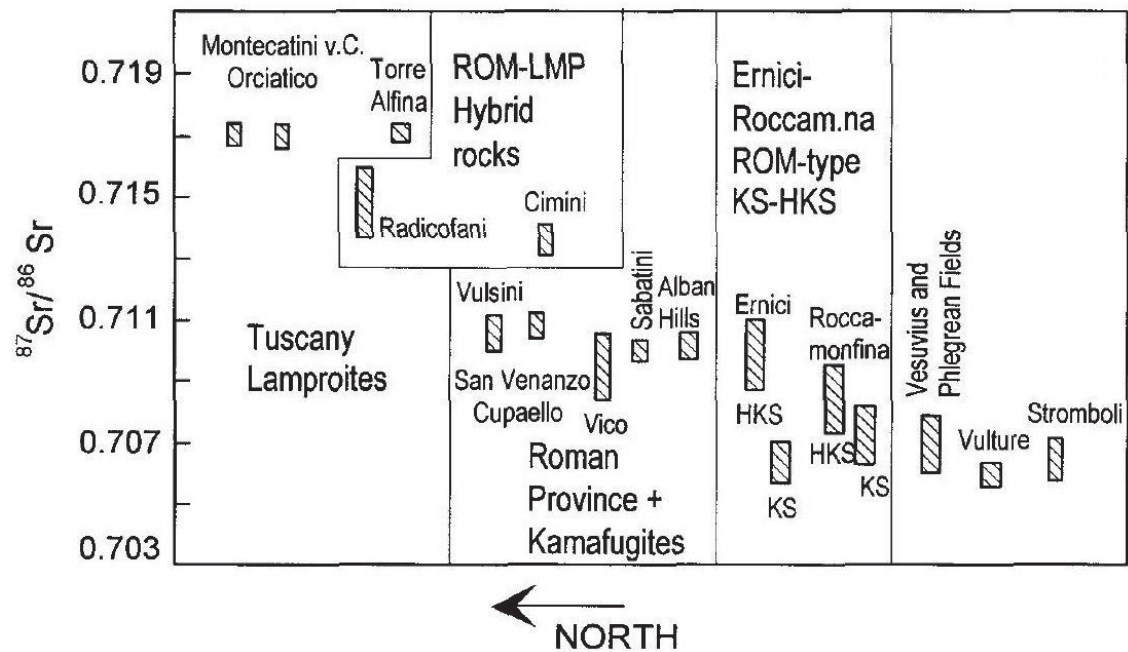 0.719
0.715
0.711
0.707
0.703
87Sr/86 Sr
Montecatini v.C.
Orciatico
Torre
Alfina
Radicofani
Tuscany
Lamproites
ROM-LMP
Hybrid
rocks
Cimini
Vulsini
San Venanzo
Cupaello
Vico
Sabatini
Alban
Hills
Roman
Province +
Kamafugites
Ernici-
Roccam.na
ROM-type
KS-HKS
Ernici
HKS
KS
Rocca-
monfina
HKS
KS
Vesuvius and
Phlegrean Fields
Vulture
Stromboli
NORTH